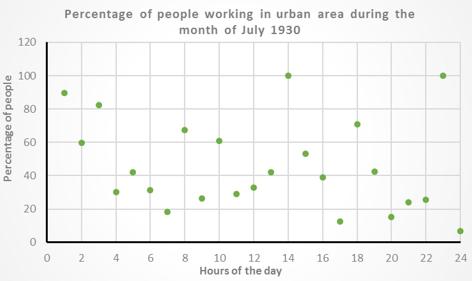 Percentage of people working in urban area during the
month of July 1930
Percentage of people
120
100
80
60
40
20
0
0 2 4 6 8 10 12 14 16 18 20 22 24
Hours of the day